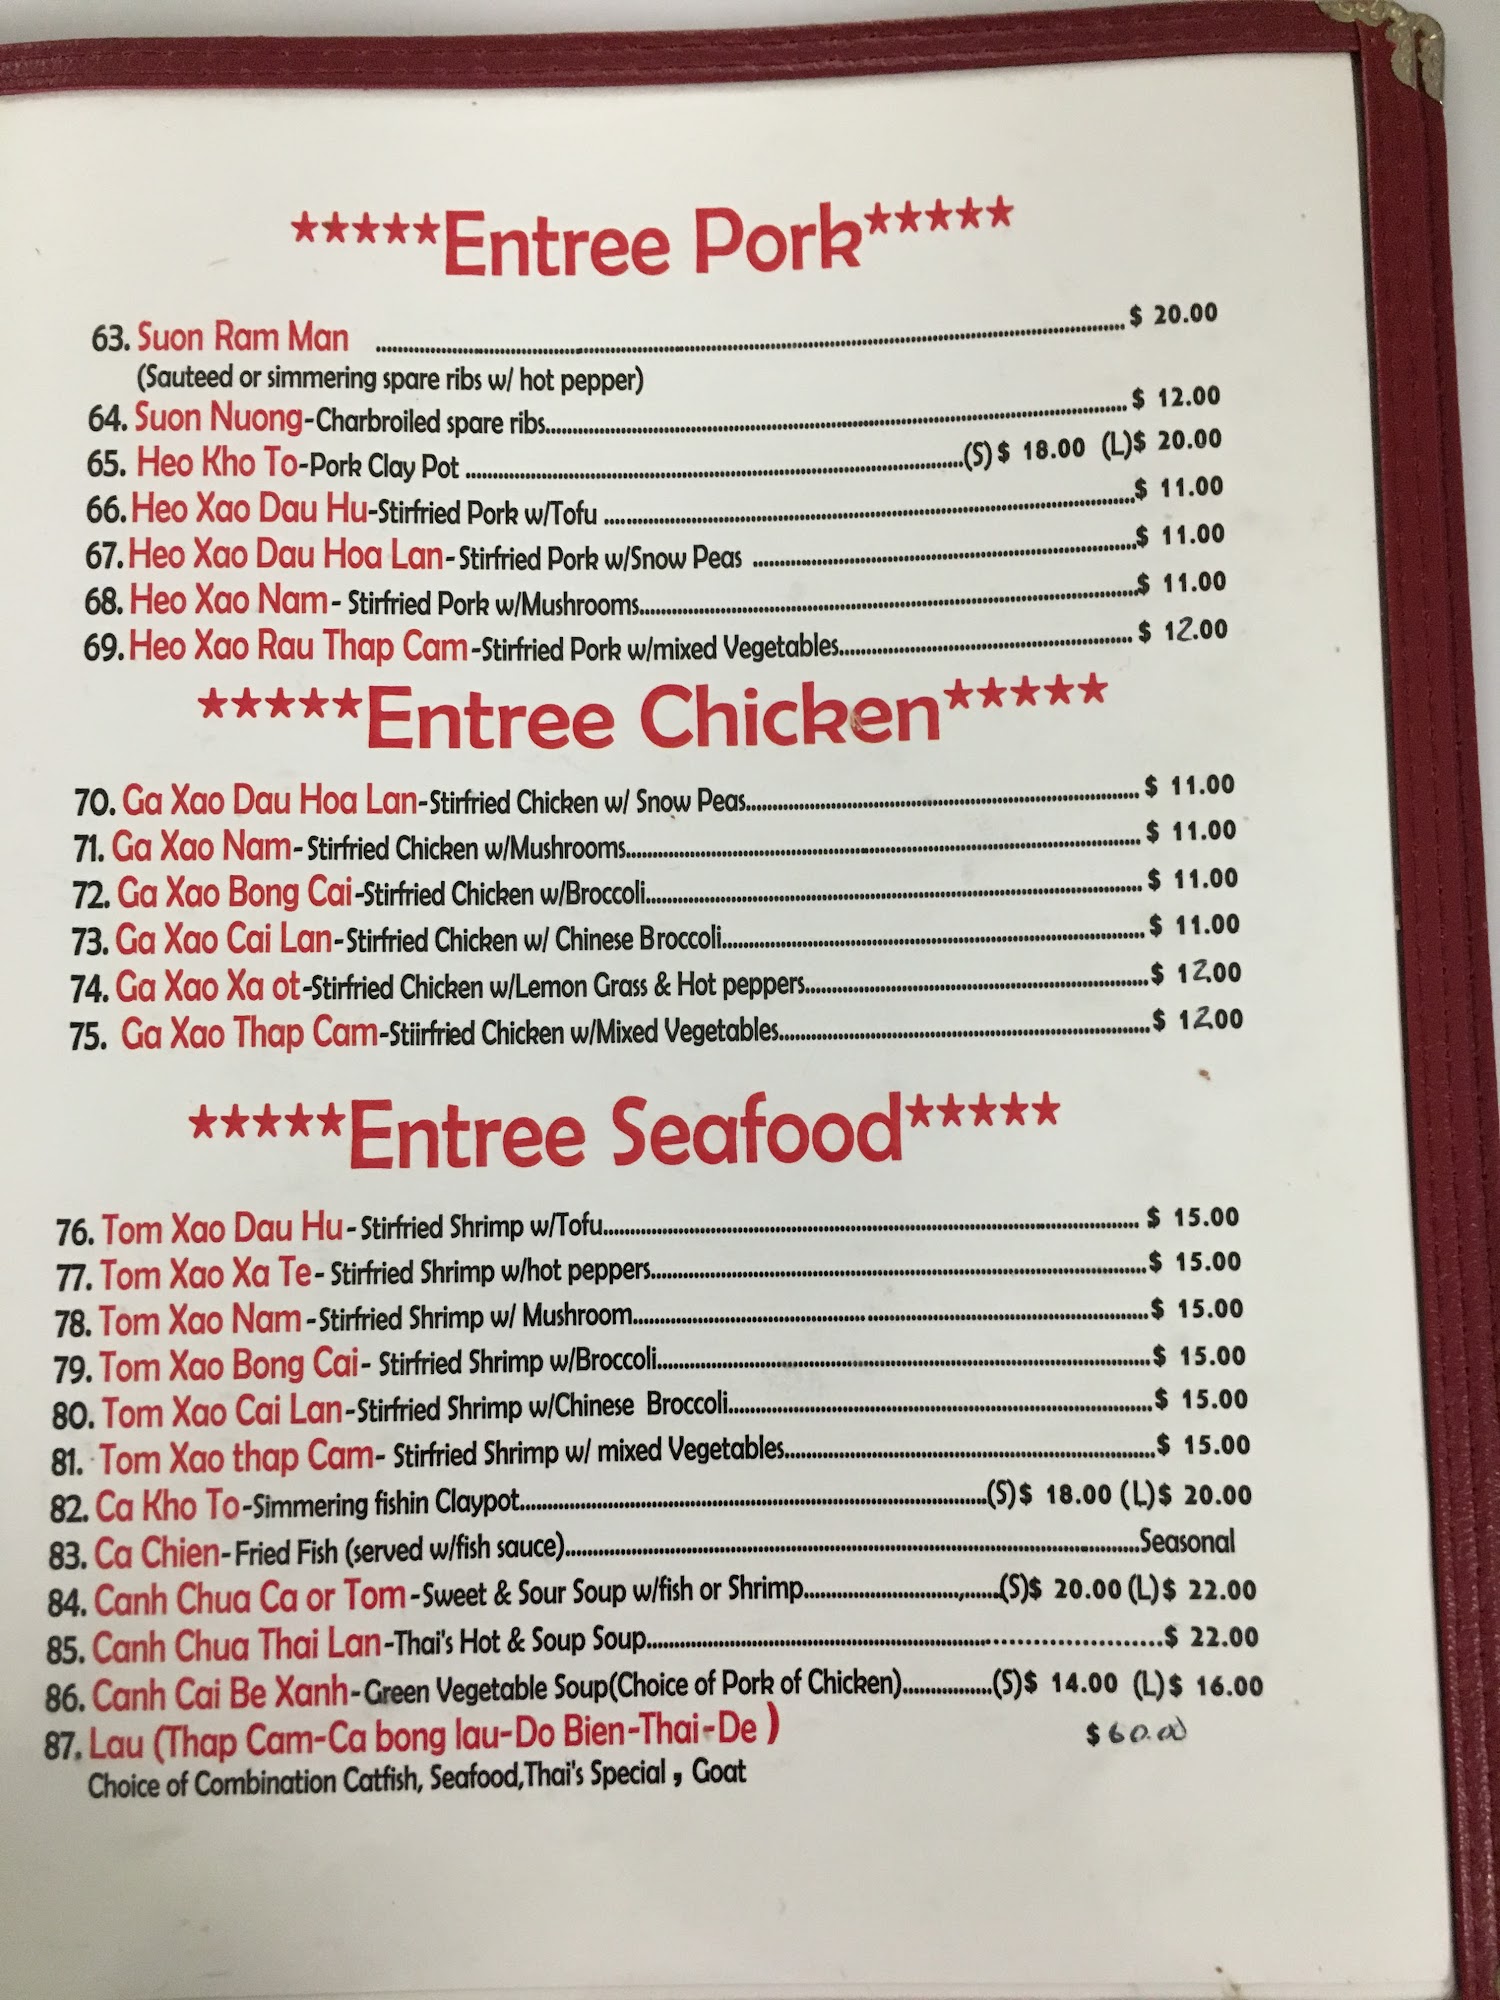 *****Entree Pork*****
63. Suon Ram Man ........ $ 20.00
(Sauteed or simmering spare ribs w/ hot pepper)
64. Suon Nuong-Charbroiled spare ribs........ $ 12.00
65. Heo Kho To-Pork Clay Pot ........(S) $ 18.00 (L)$ 20.00
66. Heo Xao Dau Hu-Stirfried Pork w/Tofu ........$ 11.00
67. Heo Xao Dau Hoa Lan- Stirfried Pork w/Snow Peas ........$ 11.00
68. Heo Xao Nam- Stirfried Pork w/Mushrooms........$ 11.00
69. Heo Xao Rau Thap Cam-Stirfried Pork w/mixed Vegetables........ $ 12.00
*****Entree Chicken*****
70. Ga Xao Dau Hoa Lan-Stirfried Chicken w/ Snow Peas........ $ 11.00
71. Ga Xao Nam- Stirfried Chicken w/Mushrooms........ $ 11.00
72. Ga Xao Bong Cai-Stirfried Chicken w/Broccoli........ $ 11.00
73. Ga Xao Cai Lan-Stirfried Chicken w/ Chinese Broccoli........ $ 11.00
74. Ga Xao Xa ot-Stirfried Chicken w/Lemon Grass & Hot peppers........ $ 12.00
75. Ga Xao Thap Cam-Stiirfried Chicken w/Mixed Vegetables........ $ 12.00
*****Entree Seafood*****
76. Tom Xao Dau Hu- Stirfried Shrimp w/Tofu........ $ 15.00
77. Tom Xao Xa Te- Stirfried Shrimp w/hot peppers........$ 15.00
78. Tom Xao Nam -Stirfried Shrimp w/ Mushroom........$ 15.00
79. Tom Xao Bong Cai- Stirfried Shrimp w/Broccoli........$ 15.00
80. Tom Xao Cai Lan-Stirfried Shrimp w/Chinese Broccoli........$ 15.00
81. Tom Xao thap Cam- Stirfried Shrimp w/ mixed Vegetables........$ 15.00
82. Ca Kho To-Simmering fishin Claypot........(S)$ 18.00 (L)$ 20.00
83. Ca Chien- Fried Fish (served w/fish sauce)........Seasonal
84. Canh Chua Ca or Tom -Sweet & Sour Soup w/fish or Shrimp........(S)$ 20.00 (L)$ 22.00
85. Canh Chua Thai Lan-Thai's Hot & Soup Soup........$ 22.00
86. Canh Cai Be Xanh-Green Vegetable Soup(Choice of Pork of Chicken)........(S)$ 14.00 (L)$ 16.00
87. Lau (Thap Cam-Ca bong lau-Do Bien-Thai-De ) $ 60.00
Choice of Combination Catfish, Seafood,Thai's Special , Goat